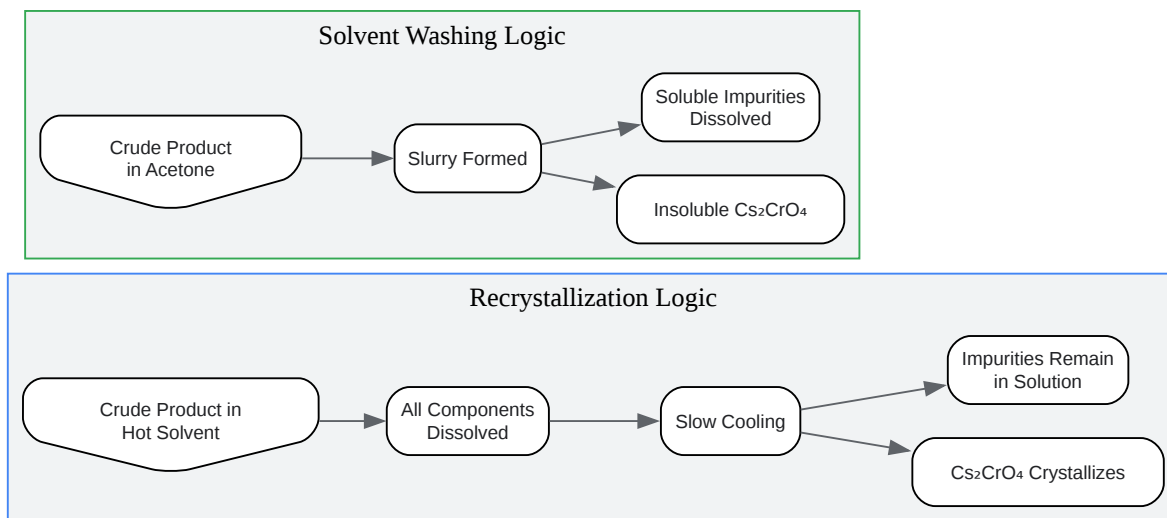 Solvent Washing Logic
Crude Product
in Acetone
Slurry Formed
Soluble Impurities
Dissolved
Insoluble Cs₂CrO₄
Recrystallization Logic
Crude Product in
Hot Solvent
All Components
Dissolved
Slow Cooling
Impurities Remain
in Solution
Cs₂CrO₄ Crystallizes